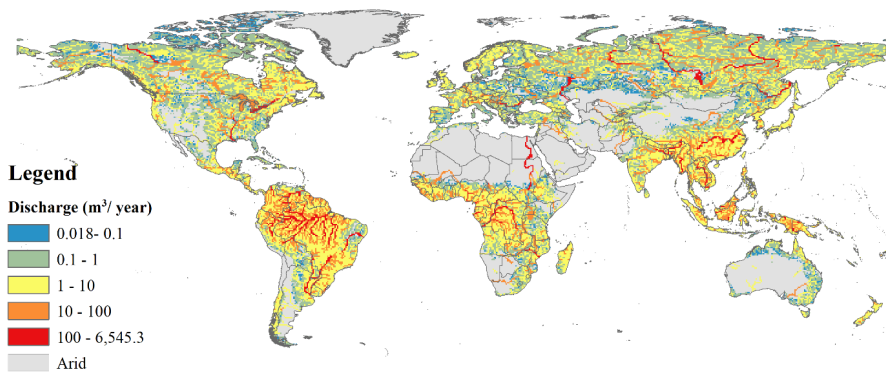 Legend
Discharge (m³/ year)
0.018- 0.1
0.1 - 1
1 - 10
10 - 100
100 - 6,545.3
Arid